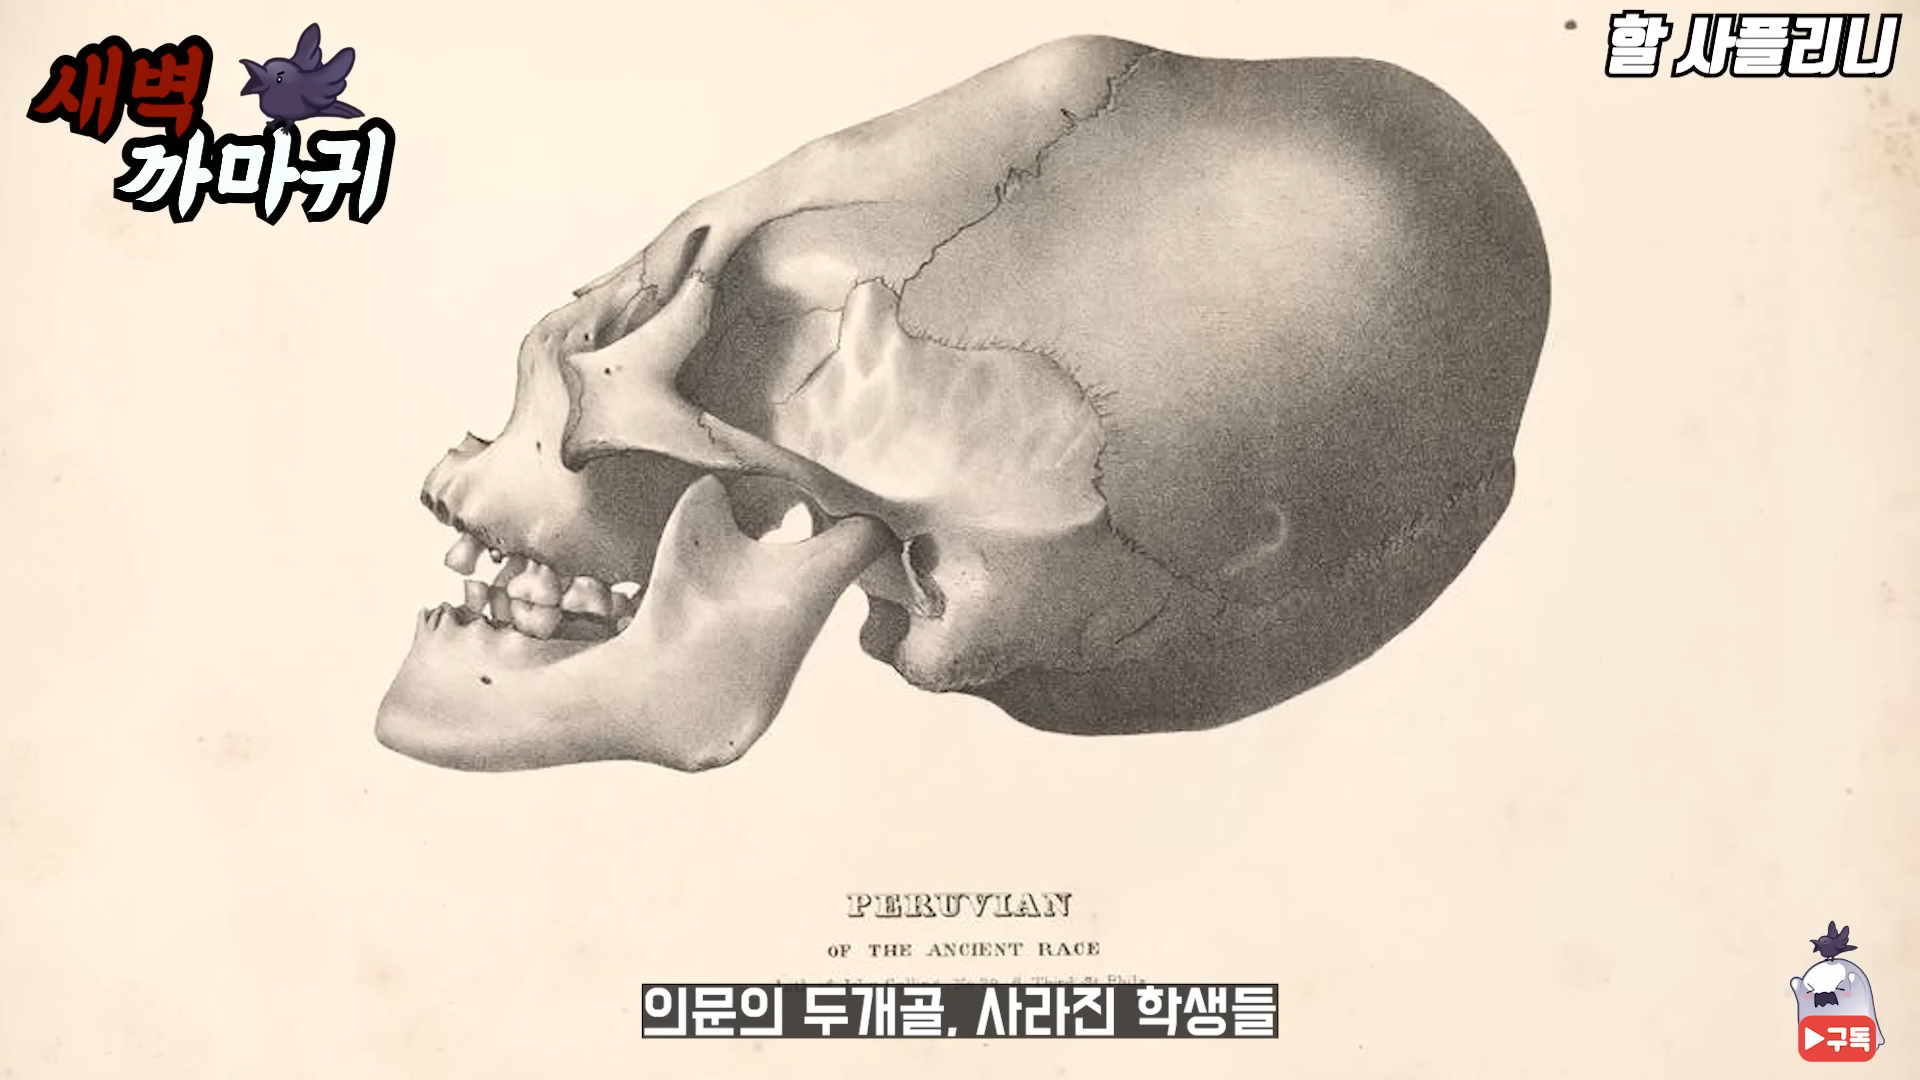 새벽
까마귀
할 사플리니
PERUVIAN
OF THE ANCIENT RACE
의문의 두개골, 사라진 학생들
구독